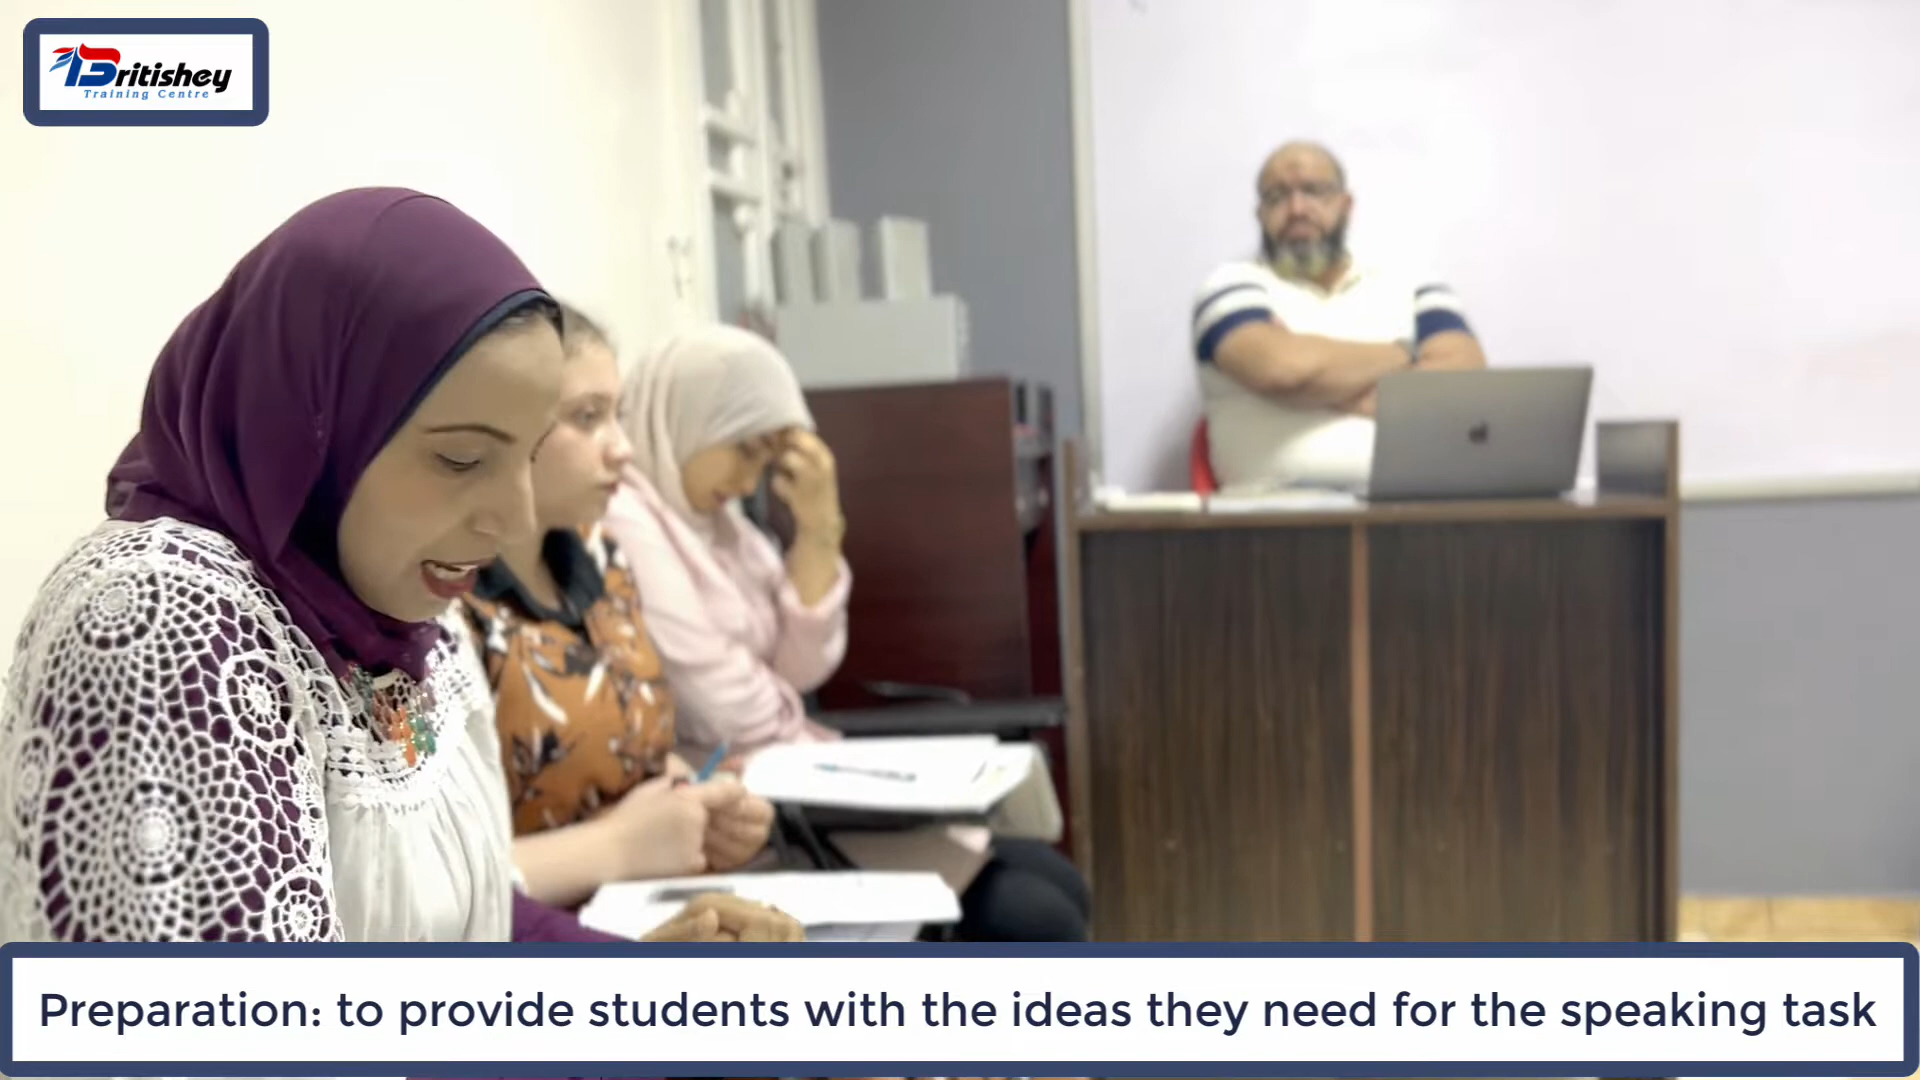 Britishey
Training Centre
Preparation: to provide students with the ideas they need for the speaking task